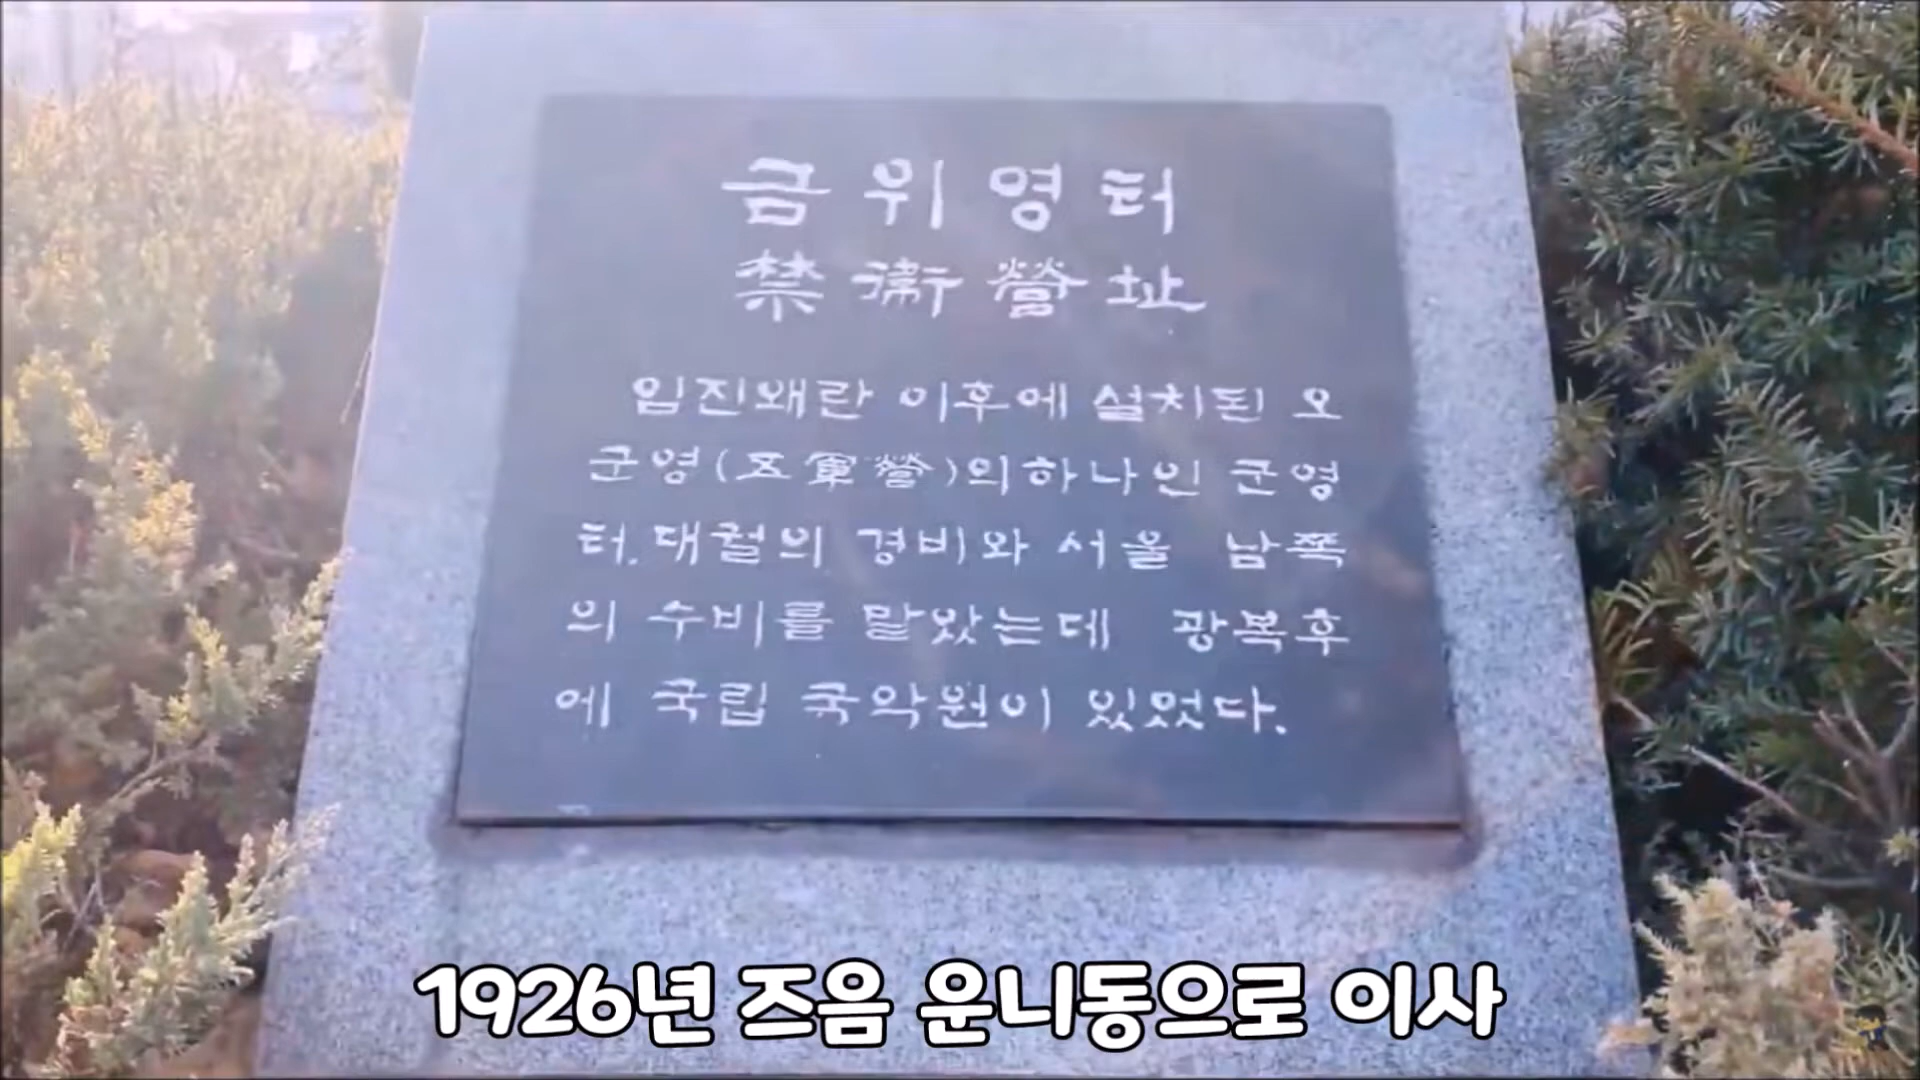 금위영터
禁衛營址
임진왜란 이후에 설치된 오
군영(五軍營)의하나인 군영
터. 대궐의 경비와 서울 남쪽
의 수비를 맡았는데 광복후
에 국립 국악원이 있었다.
1926년 즈음 운니동으로 이사